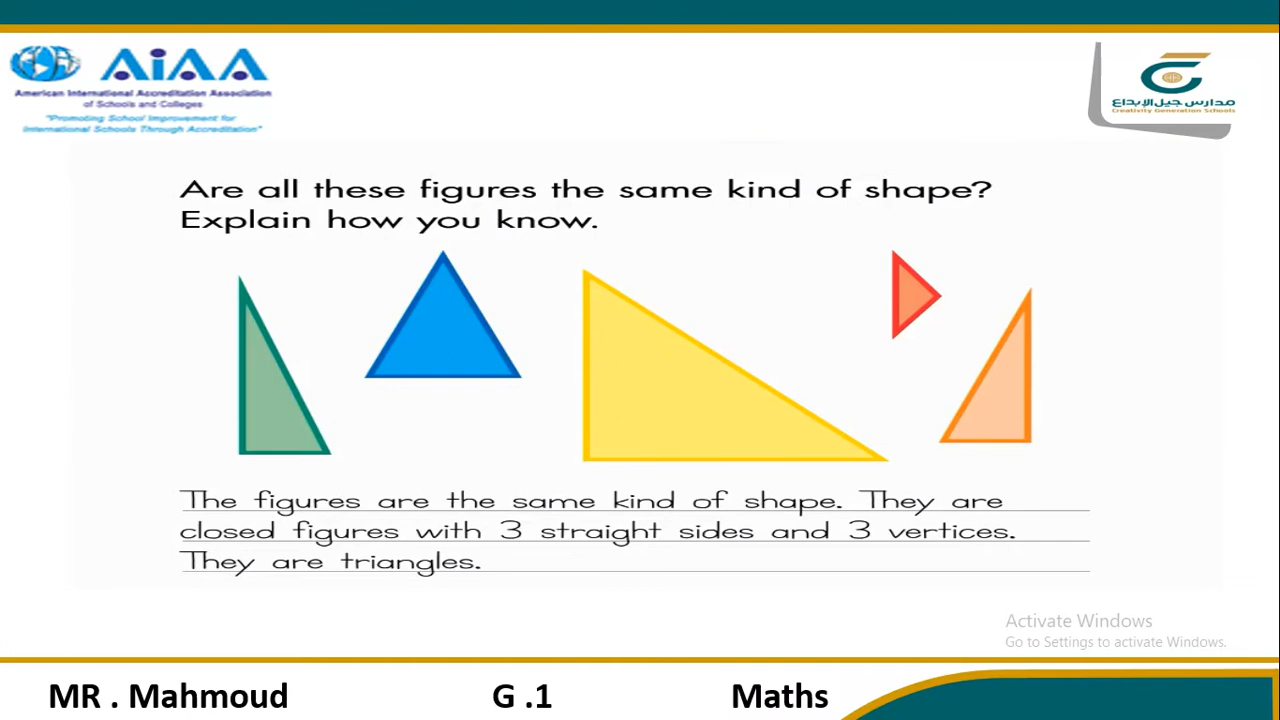 AiAA
American International Accreditation Association
of Schools and Colleges
"Promoting School Improvement for
International Schools Through Accreditation"
مدارس جيل الإبداع
Creativity Generation Schools
Are all these figures the same kind of shape?
Explain how you know.
The figures are the same kind of shape. They are
closed figures with 3 straight sides and 3 vertices.
They are triangles.
Activate Windows
Go to Settings to activate Windows.
MR . Mahmoud G .1 Maths